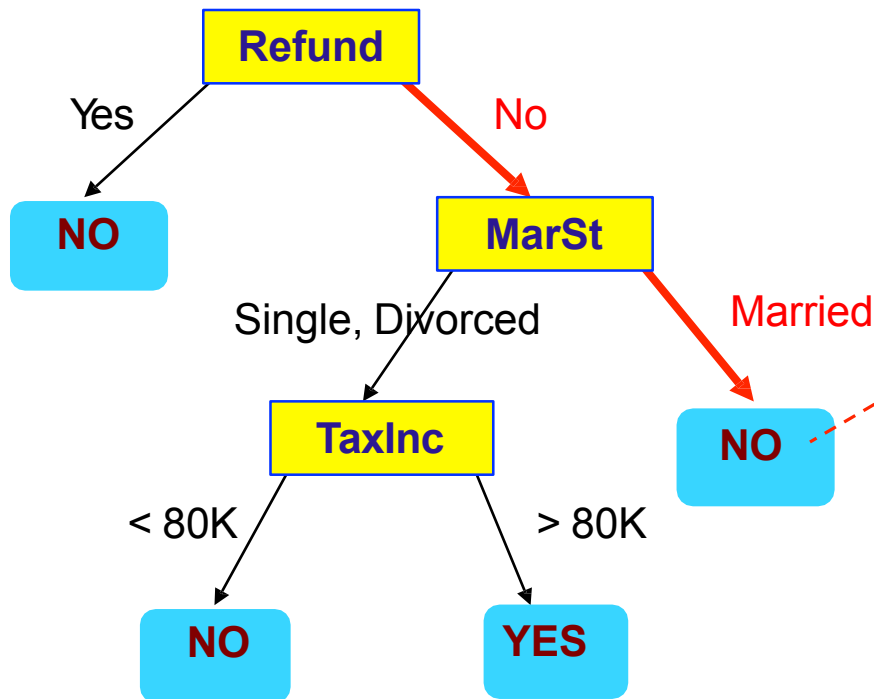 Refund
Yes
No
NO
MarSt
Single, Divorced
Married
TaxInc
NO
< 80K
> 80K
NO
YES